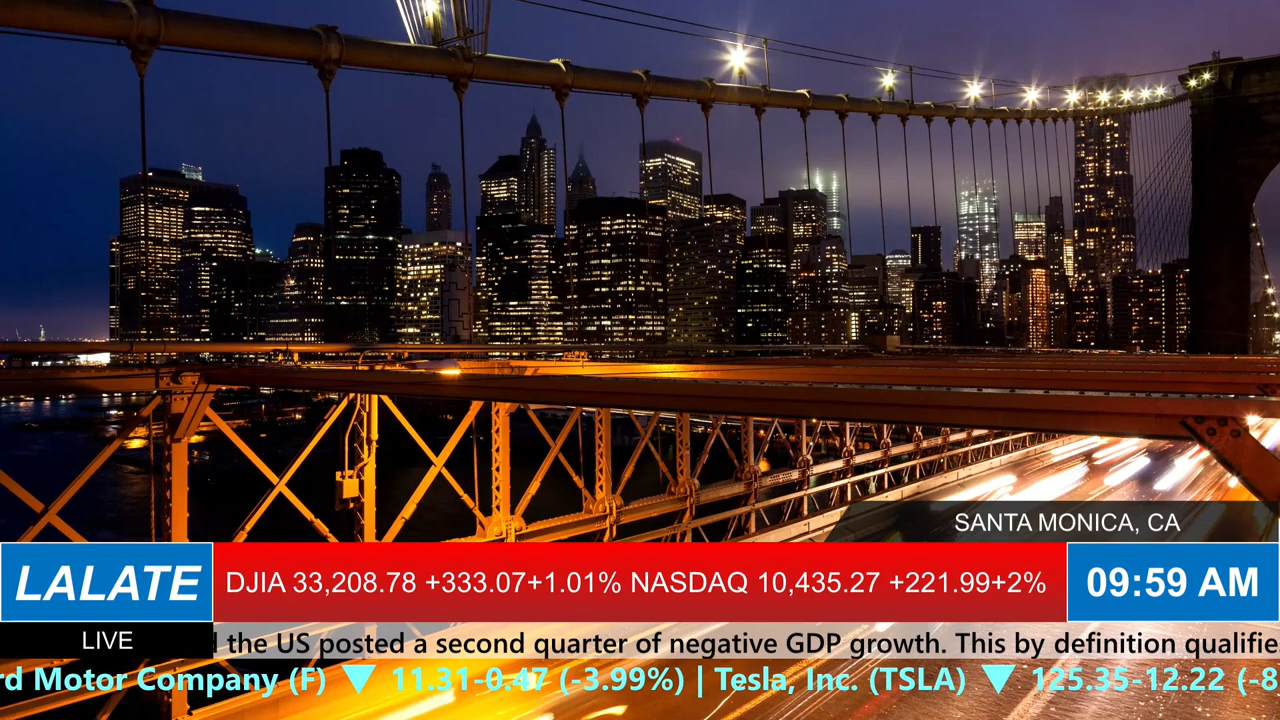 SANTA MONICA, CA
LALATE
DJIA 33,208.78 +333.07+1.01% NASDAQ 10,435.27 +221.99+2%
09:59 AM
LIVE
the US posted a second quarter of negative GDP growth. This by definition qualifie
rd Motor Company (F) ▼ 11.31-0.47 (-3.99%) | Tesla, Inc. (TSLA) ▼ 125.35-12.22 (-8